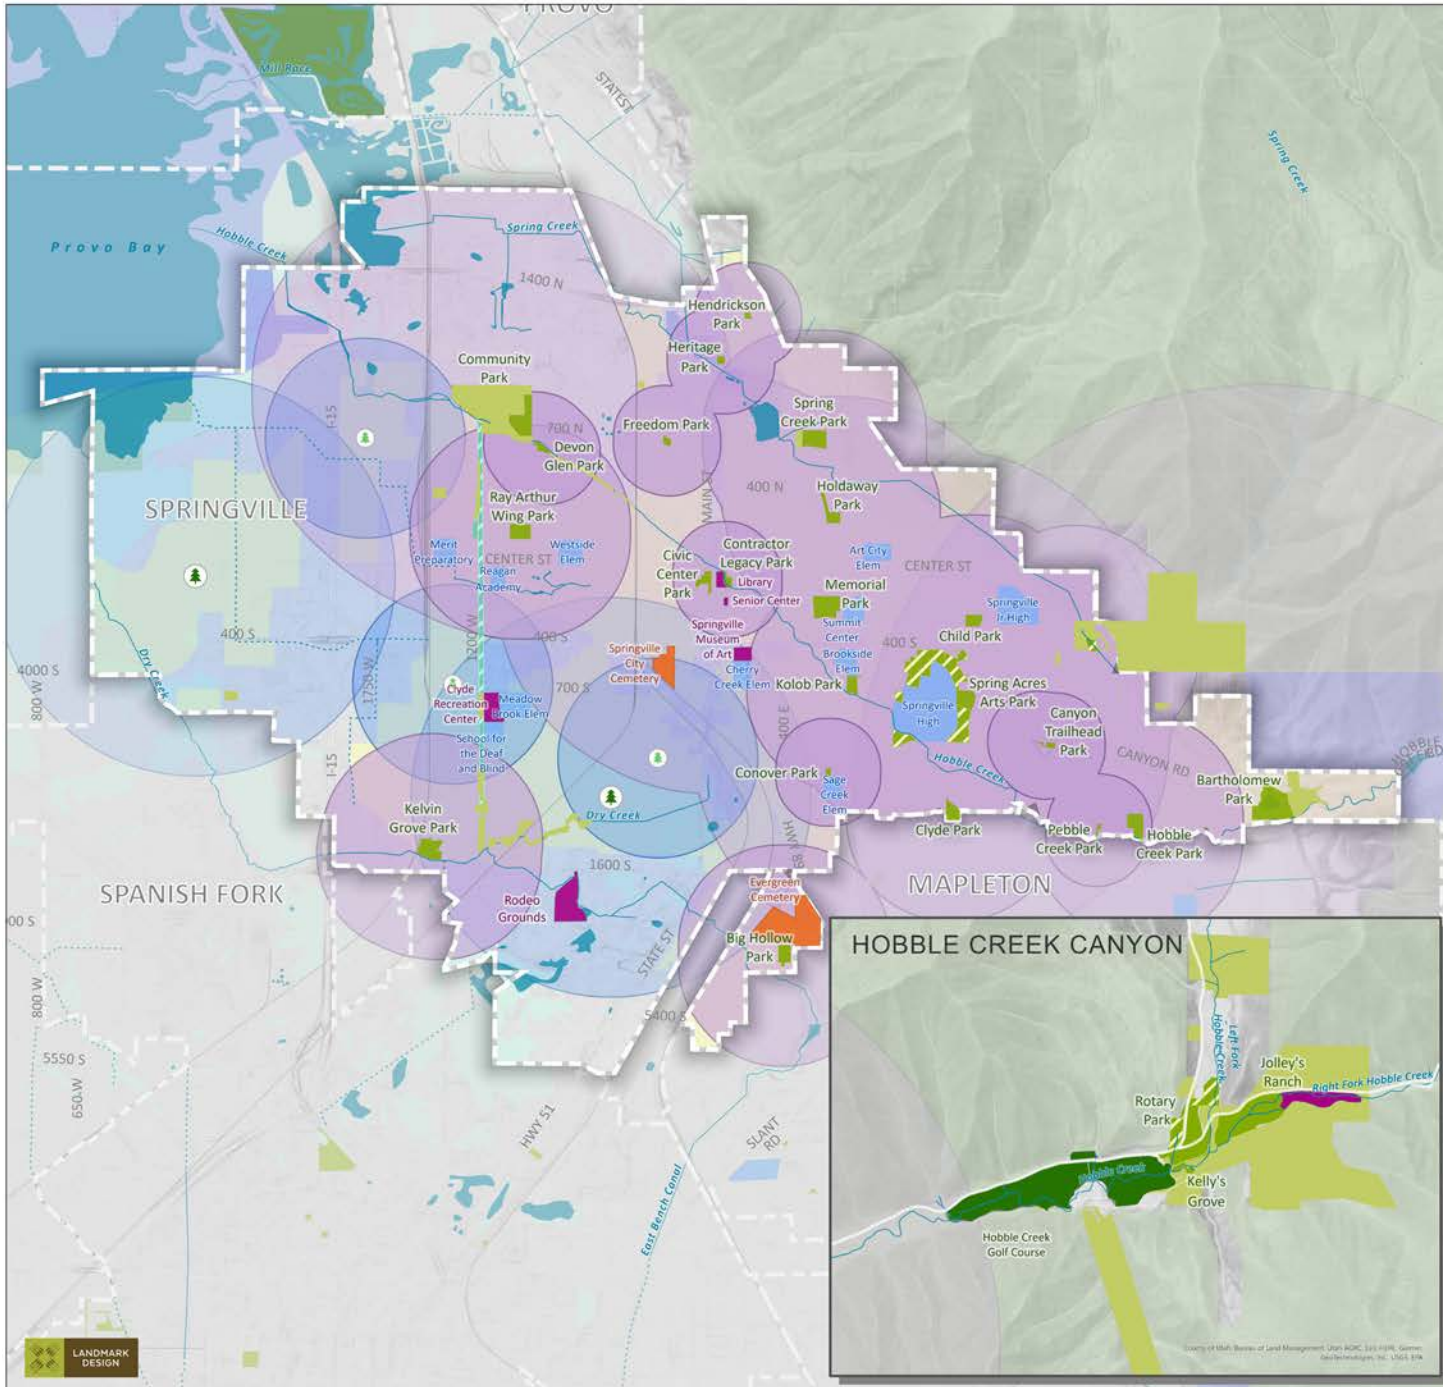 PROVO
Mill Race
STATE ST
Spring Creek
Provo Bay
Hobble Creek
Spring Creek
1400 N
Hendrickson
Park
Heritage
Park
Community
Park
I-15
700 N
Devon
Glen Park
Freedom Park
Spring
Creek Park
MAIN ST
400 N
Holdaway
Park
SPRINGVILLE
Ray Arthur
Wing Park
Merit
Preparatory
CENTER ST
Westside
Elem
Reagan
Academy
Civic
Center
Park
Contractor
Legacy Park
Library
Senior Center
Art City
Elem
CENTER ST
Memorial
Park
Springville
Jr High
400 S
4000 S
800 W
Dry Creek
1200 W
400 S
Springville
City
Cemetery
Springville
Museum
of Art
Cherry
Creek Elem
Summit
Center
Brookside
Elem
400 S
Child Park
Kolob Park
Spring Acres
Arts Park
Springville
High
1750 W
Clyde
Recreation
Center
Meadow
Brook Elem
School for
the Deaf
and Blind
700 S
400 E
Canyon
Trailhead
Park
CANYON RD
I-15
Conover Park
Sage
Creek
Elem
Hobble Creek
Bartholomew
Park
Kelvin
Grove Park
Dry Creek
Clyde Park
Pebble
Creek Park
Hobble
Creek Park
1600 S
SPANISH FORK
MAPLETON
Rodeo
Grounds
Evergreen
Cemetery
Big Hollow
Park
STATE ST
800 W
5400 S
5550 S
650 W
HWY 51
SLANT
RD
East Bench Canal
HOBBLE CREEK CANYON
Left Fork
Hobble Creek
Jolley's
Ranch
Right Fork Hobble Creek
Rotary
Park
Hobble Creek
Kelly's
Grove
Hobble Creek
Golf Course
LANDMARK
DESIGN